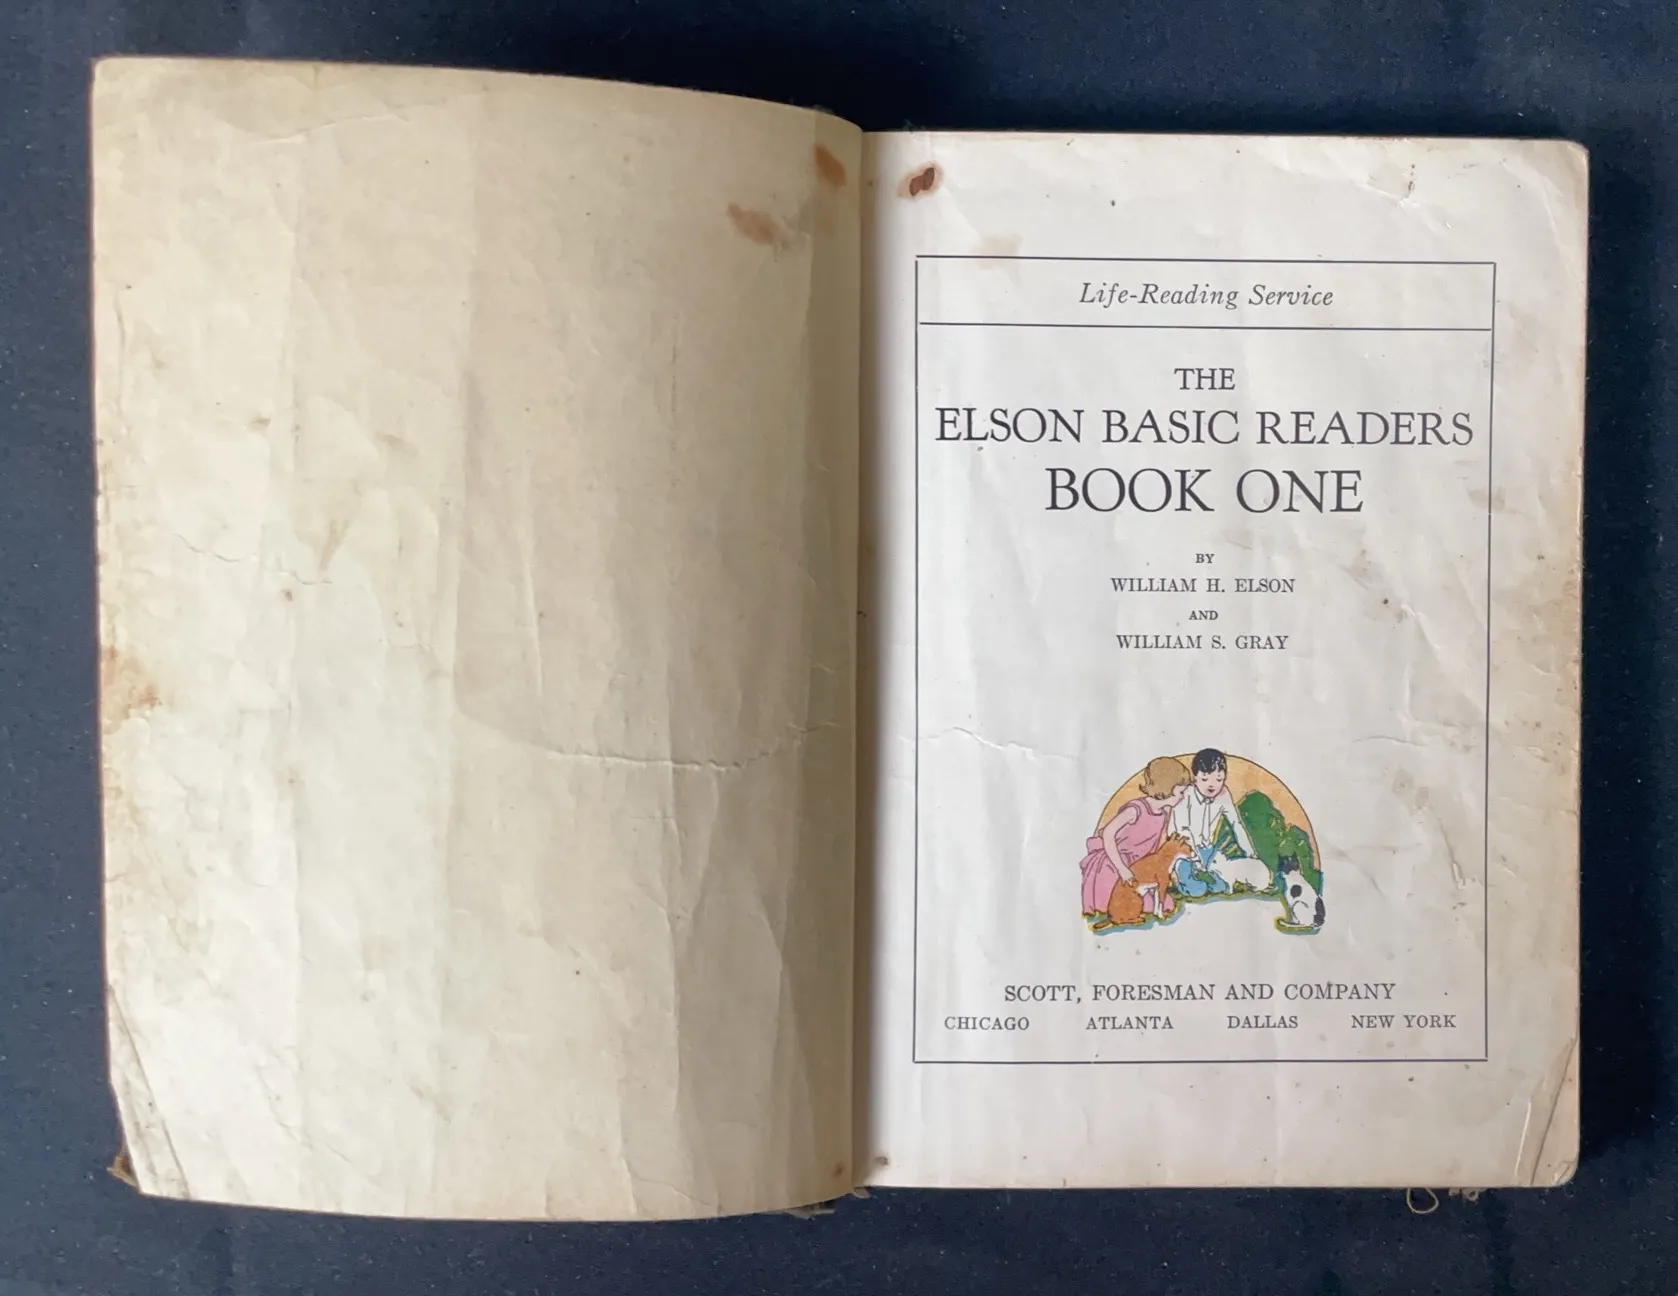 Life-Reading Service
THE
ELSON BASIC READERS
BOOK ONE
BY
WILLIAM H. ELSON
AND
WILLIAM S. GRAY
SCOTT, FORESMAN AND COMPANY
CHICAGO ATLANTA DALLAS NEW YORK